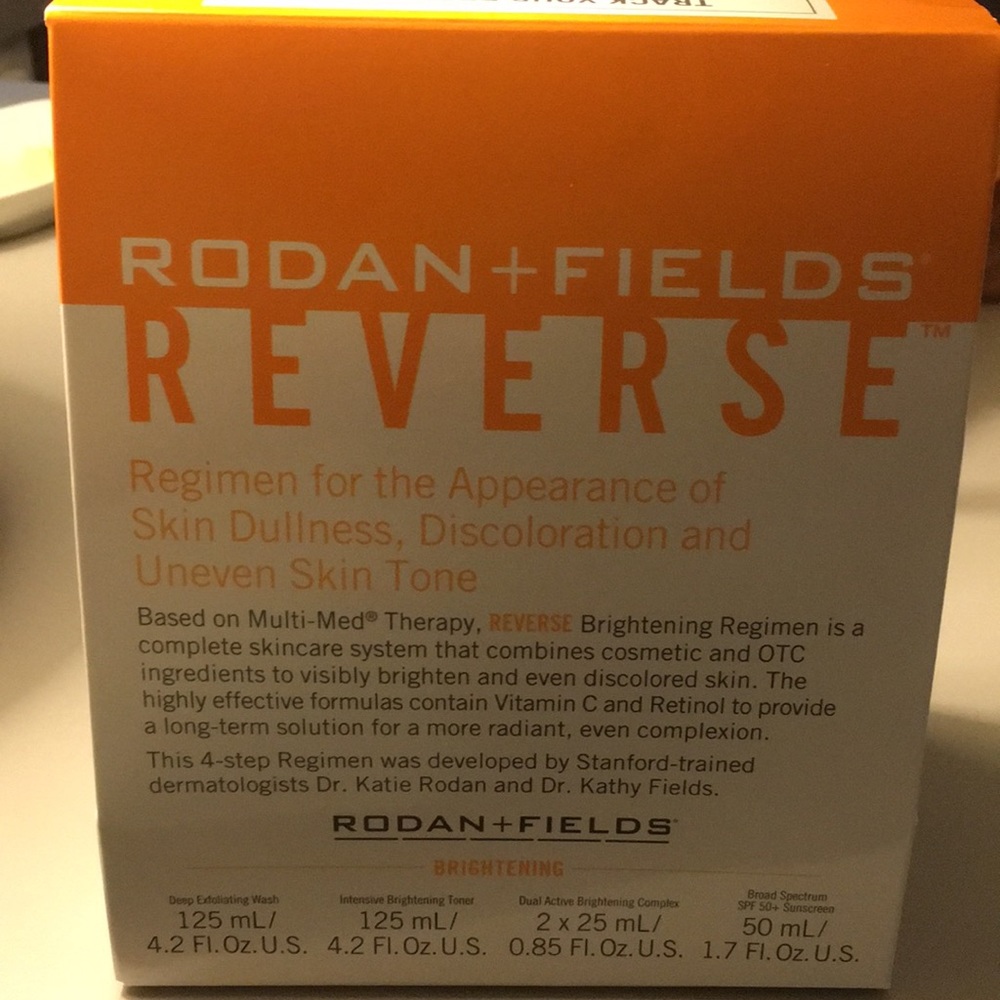 TRACK YOUR
RODAN+FIELDS®
REVERSE™
Regimen for the Appearance of
Skin Dullness, Discoloration and
Uneven Skin Tone
Based on Multi-Med® Therapy, REVERSE Brightening Regimen is a
complete skincare system that combines cosmetic and OTC
ingredients to visibly brighten and even discolored skin. The
highly effective formulas contain Vitamin C and Retinol to provide
a long-term solution for a more radiant, even complexion.
This 4-step Regimen was developed by Stanford-trained
dermatologists Dr. Katie Rodan and Dr. Kathy Fields.
RODAN+FIELDS®
BRIGHTENING
Deep Exfoliating Wash
125 mL/
4.2 Fl.Oz.U.S.
Intensive Brightening Toner
125 mL/
4.2 Fl.Oz.U.S.
Dual Active Brightening Complex
2 x 25 mL/
0.85 Fl.Oz.U.S.
Broad Spectrum
SPF 50+ Sunscreen
50 mL/
1.7 Fl.Oz.U.S.